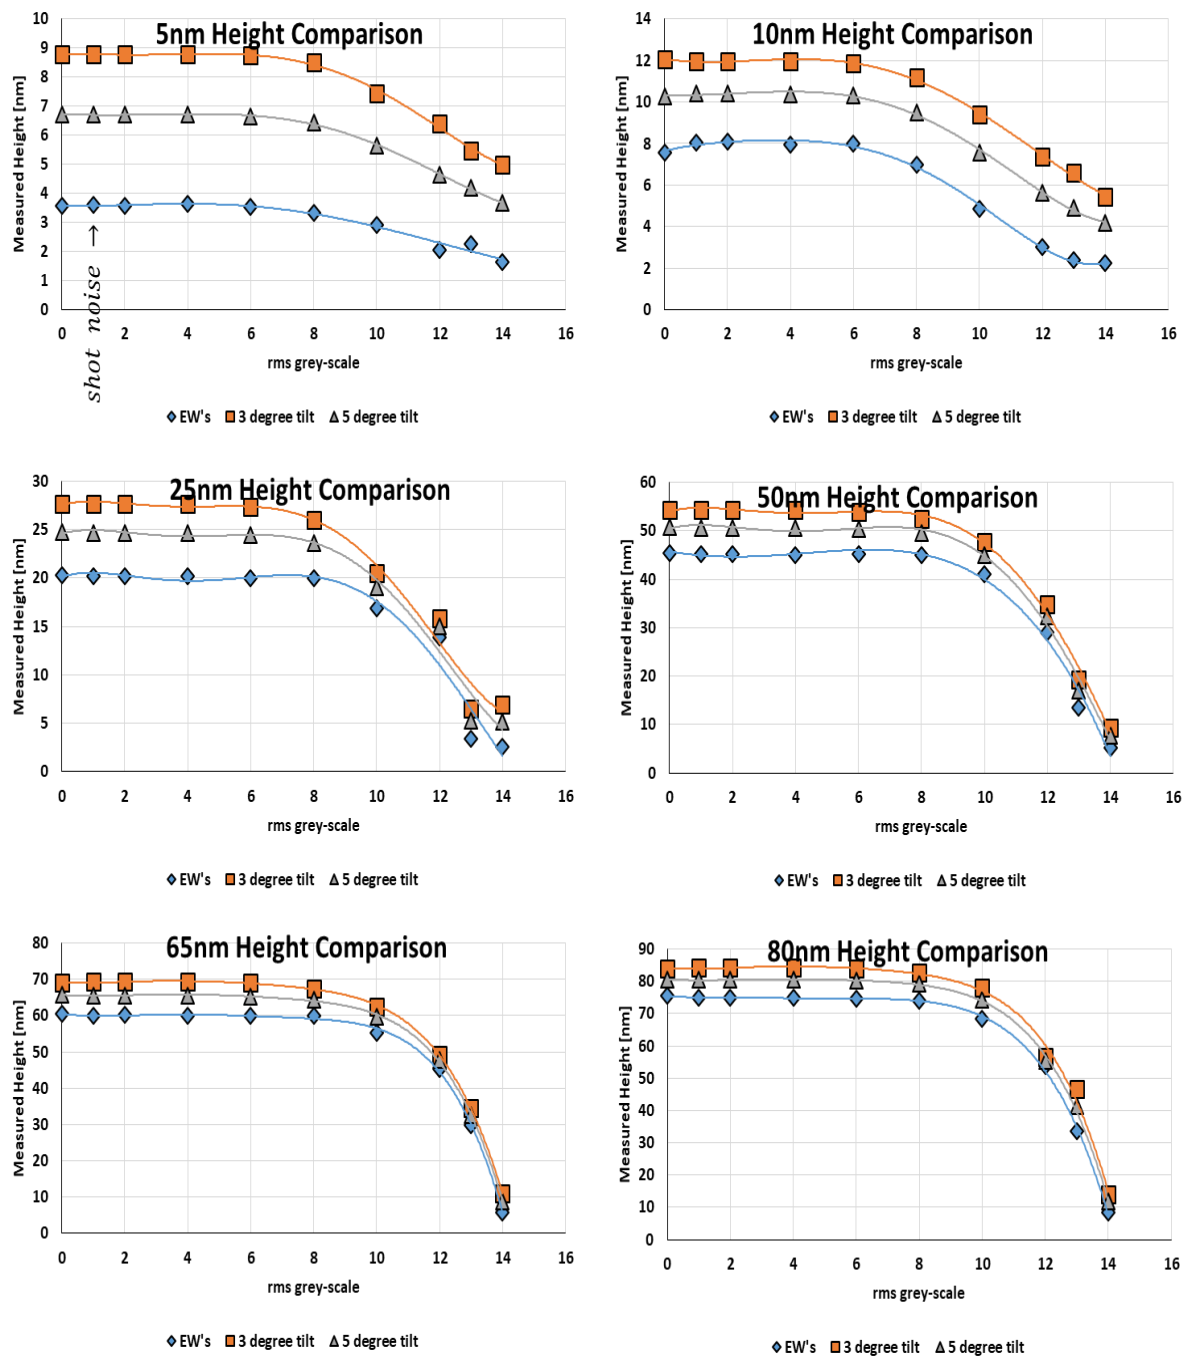 5nm Height Comparison
Measured Height [nm]
10
9
8
7
6
5
4
3
2
1
0
0 2 4 6 8 10 12 14 16
shot noise →
rms grey-scale
EW's 3 degree tilt 5 degree tilt
10nm Height Comparison
Measured Height [nm]
14
12
10
8
6
4
2
0
0 2 4 6 8 10 12 14 16
rms grey-scale
EW's 3 degree tilt 5 degree tilt
25nm Height Comparison
Measured Height [nm]
30
25
20
15
10
5
0
0 2 4 6 8 10 12 14 16
rms grey-scale
EW's 3 degree tilt 5 degree tilt
50nm Height Comparison
Measured Height [nm]
60
50
40
30
20
10
0
0 2 4 6 8 10 12 14 16
rms grey-scale
EW's 3 degree tilt 5 degree tilt
65nm Height Comparison
Measured Height [nm]
80
70
60
50
40
30
20
10
0
0 2 4 6 8 10 12 14 16
rms grey-scale
EW's 3 degree tilt 5 degree tilt
80nm Height Comparison
Measured Height [nm]
90
80
70
60
50
40
30
20
10
0
0 2 4 6 8 10 12 14 16
rms grey-scale
EW's 3 degree tilt 5 degree tilt